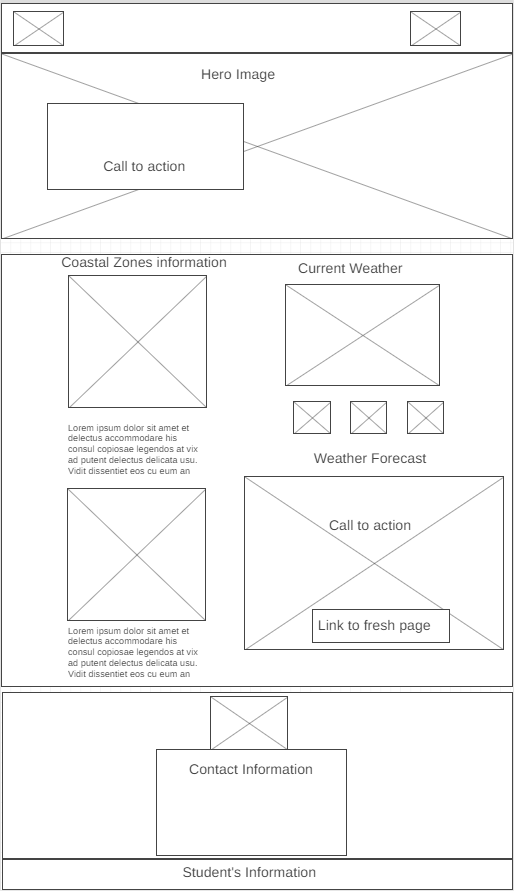 Hero Image
Call to action
Coastal Zones information
Lorem ipsum dolor sit amet et
delectus accommodare his
consul copiosae legendos at vix
ad putent delectus delicata usu.
Vidit dissentiet eos cu eum an
Lorem ipsum dolor sit amet et
delectus accommodare his
consul copiosae legendos at vix
ad putent delectus delicata usu.
Vidit dissentiet eos cu eum an
Current Weather
Weather Forecast
Call to action
Link to fresh page
Contact Information
Student's Information